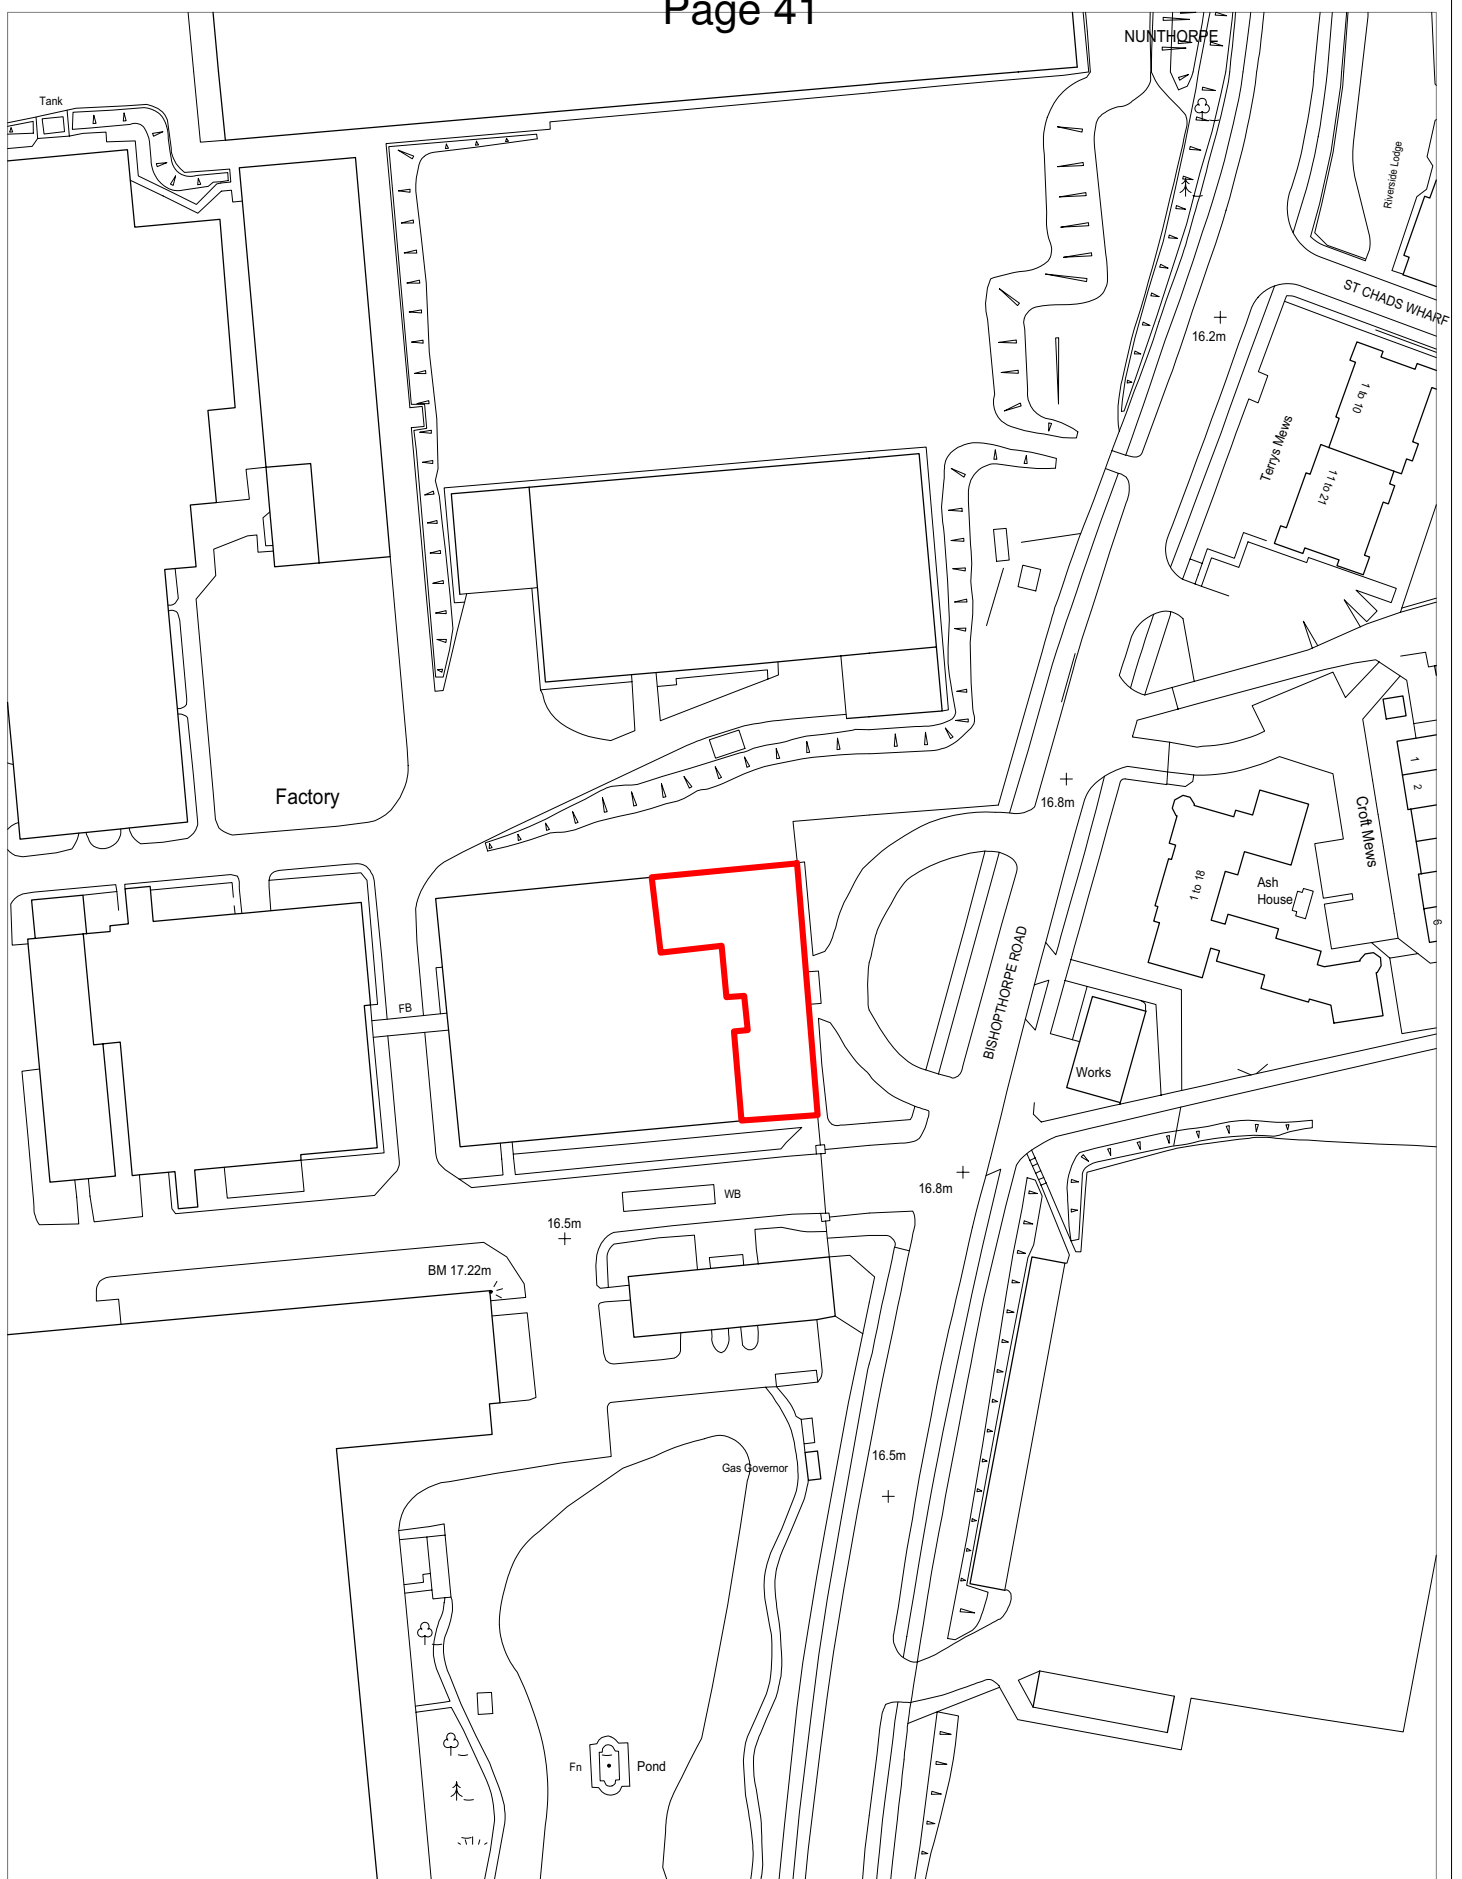 Page 41
NUNTHORPE
Tank
Riverside Lodge
ST CHADS WHARF
16.2m
1 to 10
Terrys Mews
11 to 21
1
2
16.8m
Factory
Croft Mews
1 to 18
Ash
House
6
BISHOPTHORPE ROAD
FB
Works
16.8m
WB
16.5m
BM 17.22m
16.5m
Gas Governor
Fn
Pond